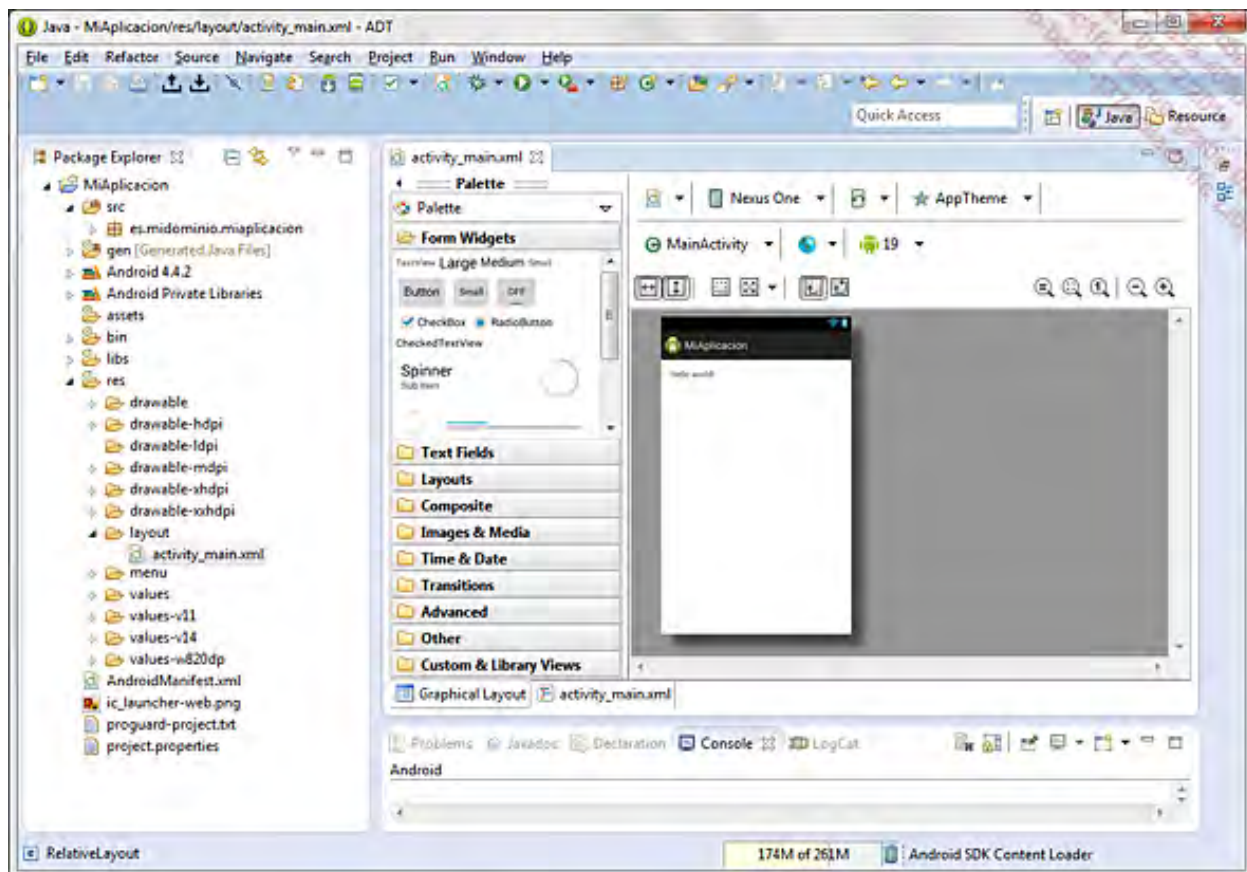 Java - MiAplicacion/res/layout/activity_main.xml - ADT
File Edit Refactor Source Navigate Search Project Run Window Help
Quick Access
Java
Resource
Package Explorer
MiAplicacion
src
es.midominio.miaplicacion
gen [Generated Java Files]
Android 4.4.2
Android Private Libraries
assets
bin
libs
res
drawable
drawable-hdpi
drawable-ldpi
drawable-mdpi
drawable-xhdpi
drawable-xxhdpi
layout
activity_main.xml
menu
values
values-v11
values-v14
values-w820dp
AndroidManifest.xml
ic_launcher-web.png
proguard-project.txt
project.properties
activity_main.xml
Palette
Palette
Form Widgets
TextView Large Medium Small
Button Small OFF
CheckBox RadioButton
CheckedTextView
Spinner
Sub Item
Text Fields
Layouts
Composite
Images & Media
Time & Date
Transitions
Advanced
Other
Custom & Library Views
Nexus One
AppTheme
MainActivity
19
MiAplicacion
Hello world!
Graphical Layout
activity_main.xml
Problems Javadoc Declaration Console LogCat
Android
RelativeLayout
174M of 261M
Android SDK Content Loader